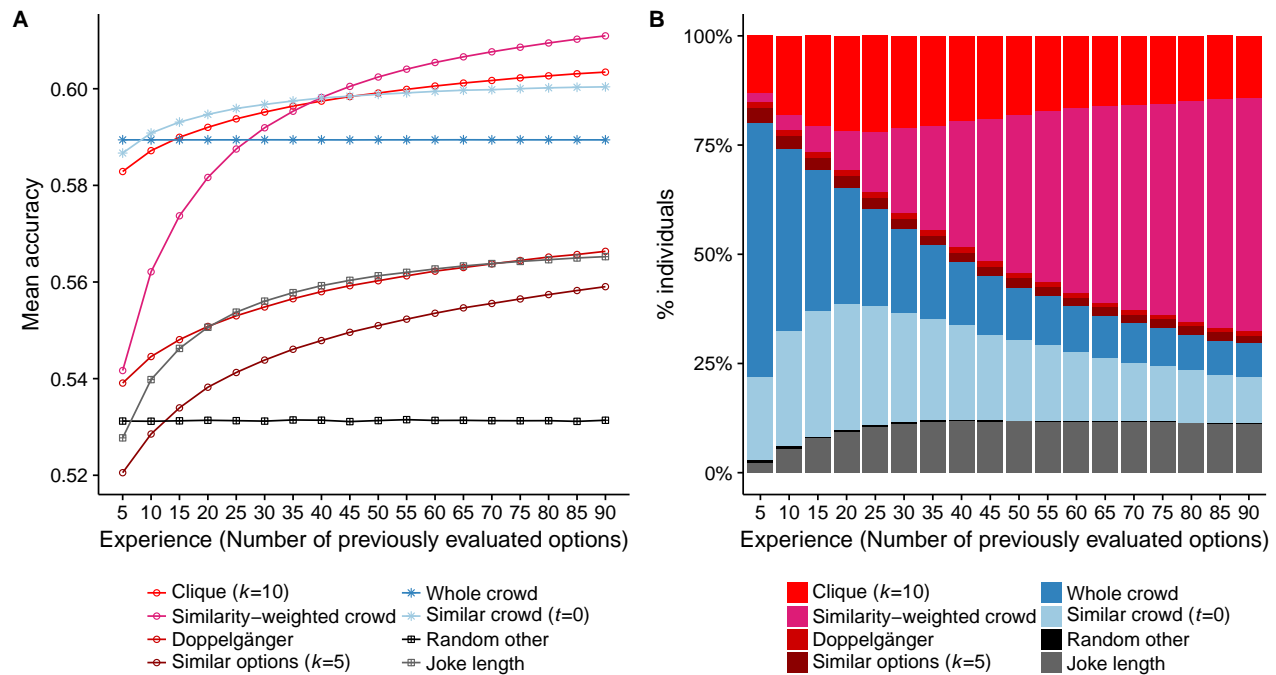 A
Mean accuracy
0.60
0.58
0.56
0.54
0.52
5 10 15 20 25 30 35 40 45 50 55 60 65 70 75 80 85 90
Experience (Number of previously evaluated options)
Clique (k=10)
Similarity−weighted crowd
Doppelgänger
Similar options (k=5)
Whole crowd
Similar crowd (t=0)
Random other
Joke length
B
% individuals
100%
75%
50%
25%
0%
5 10 15 20 25 30 35 40 45 50 55 60 65 70 75 80 85 90
Experience (Number of previously evaluated options)
Clique (k=10)
Similarity−weighted crowd
Doppelgänger
Similar options (k=5)
Whole crowd
Similar crowd (t=0)
Random other
Joke length